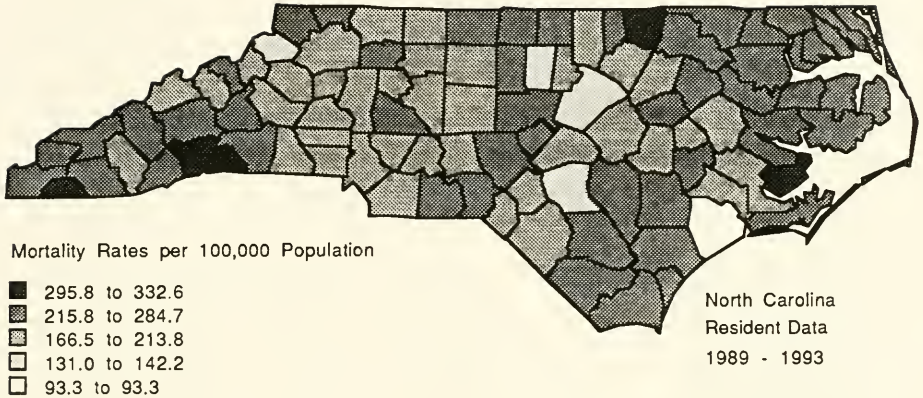 Mortality Rates per 100,000 Population
295.8 to 332.6
215.8 to 284.7
166.5 to 213.8
131.0 to 142.2
93.3 to 93.3
North Carolina
Resident Data
1989 - 1993